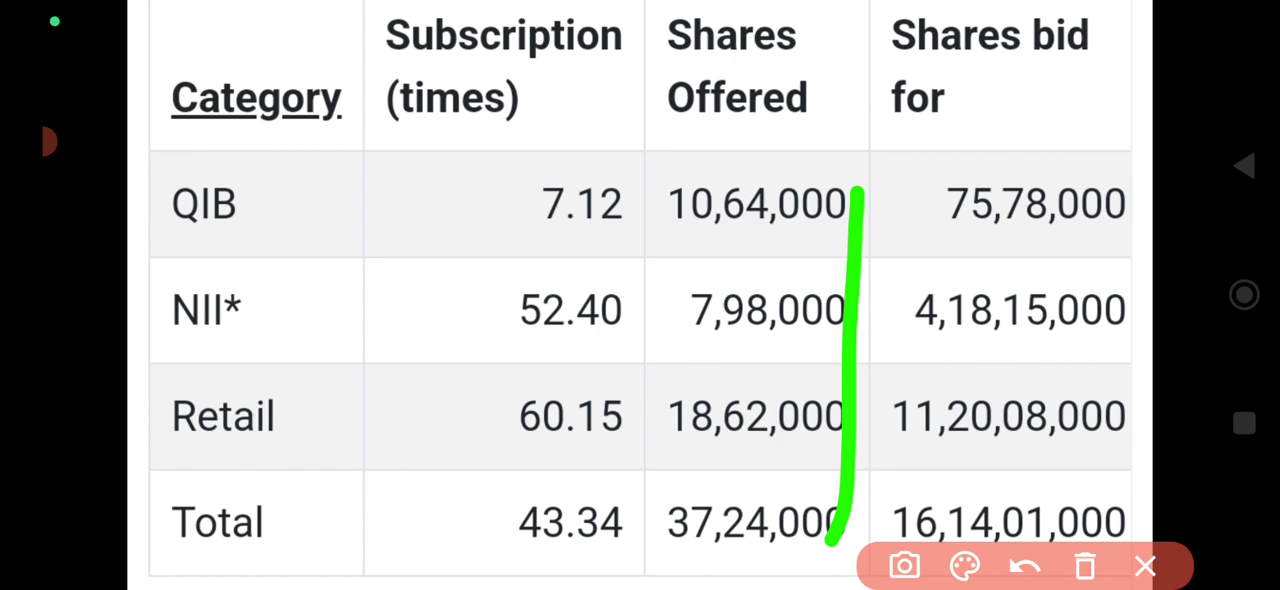 Category Subscription (times) Shares Offered Shares bid for
QIB 7.12 10,64,000 75,78,000
NII* 52.40 7,98,000 4,18,15,000
Retail 60.15 18,62,000 11,20,08,000
Total 43.34 37,24,000 16,14,01,000